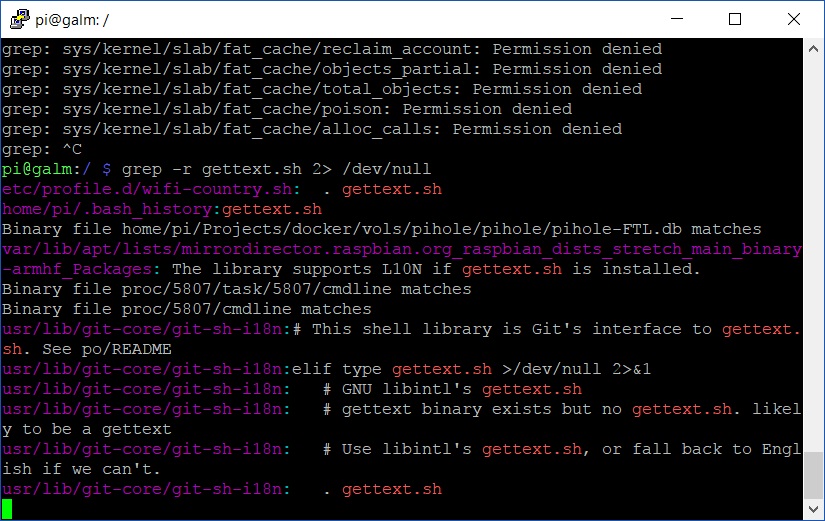 pi@galm: /
grep: sys/kernel/slab/fat_cache/reclaim_account: Permission denied
grep: sys/kernel/slab/fat_cache/objects_partial: Permission denied
grep: sys/kernel/slab/fat_cache/total_objects: Permission denied
grep: sys/kernel/slab/fat_cache/poison: Permission denied
grep: sys/kernel/slab/fat_cache/alloc_calls: Permission denied
grep: ^C
pi@galm:/ $ grep -r gettext.sh 2> /dev/null
etc/profile.d/wifi-country.sh:  . gettext.sh
home/pi/.bash_history:gettext.sh
Binary file home/pi/Projects/docker/vols/pihole/pihole/pihole-FTL.db matches
var/lib/apt/lists/mirrordirector.raspbian.org_raspbian_dists_stretch_main_binary
-armhf_Packages: The library supports L10N if gettext.sh is installed.
Binary file proc/5807/task/5807/cmdline matches
Binary file proc/5807/cmdline matches
usr/lib/git-core/git-sh-i18n:# This shell library is Git's interface to gettext.
sh. See po/README
usr/lib/git-core/git-sh-i18n:elif type gettext.sh >/dev/null 2>&1
usr/lib/git-core/git-sh-i18n:   # GNU libintl's gettext.sh
usr/lib/git-core/git-sh-i18n:   # gettext binary exists but no gettext.sh. likel
y to be a gettext
usr/lib/git-core/git-sh-i18n:   # Use libintl's gettext.sh, or fall back to Engl
ish if we can't.
usr/lib/git-core/git-sh-i18n:   . gettext.sh